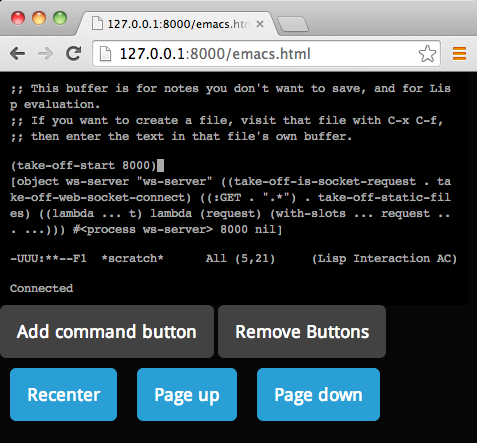 127.0.0.1:8000/emacs.htm
127.0.0.1:8000/emacs.html
;; This buffer is for notes you don't want to save, and for Lis
p evaluation.
;; If you want to create a file, visit that file with C-x C-f,
;; then enter the text in that file's own buffer.
(take-off-start 8000)
[object ws-server "ws-server" ((take-off-is-socket-request . ta
ke-off-web-socket-connect) ((:GET . ".*") . take-off-static-fil
es) ((lambda ... t) lambda (request) (with-slots ... request ..
. ...))) #<process ws-server> 8000 nil]
-UUU:**--F1  *scratch*      All (5,21)     (Lisp Interaction AC)
Connected
Add command button Remove Buttons
Recenter Page up Page down